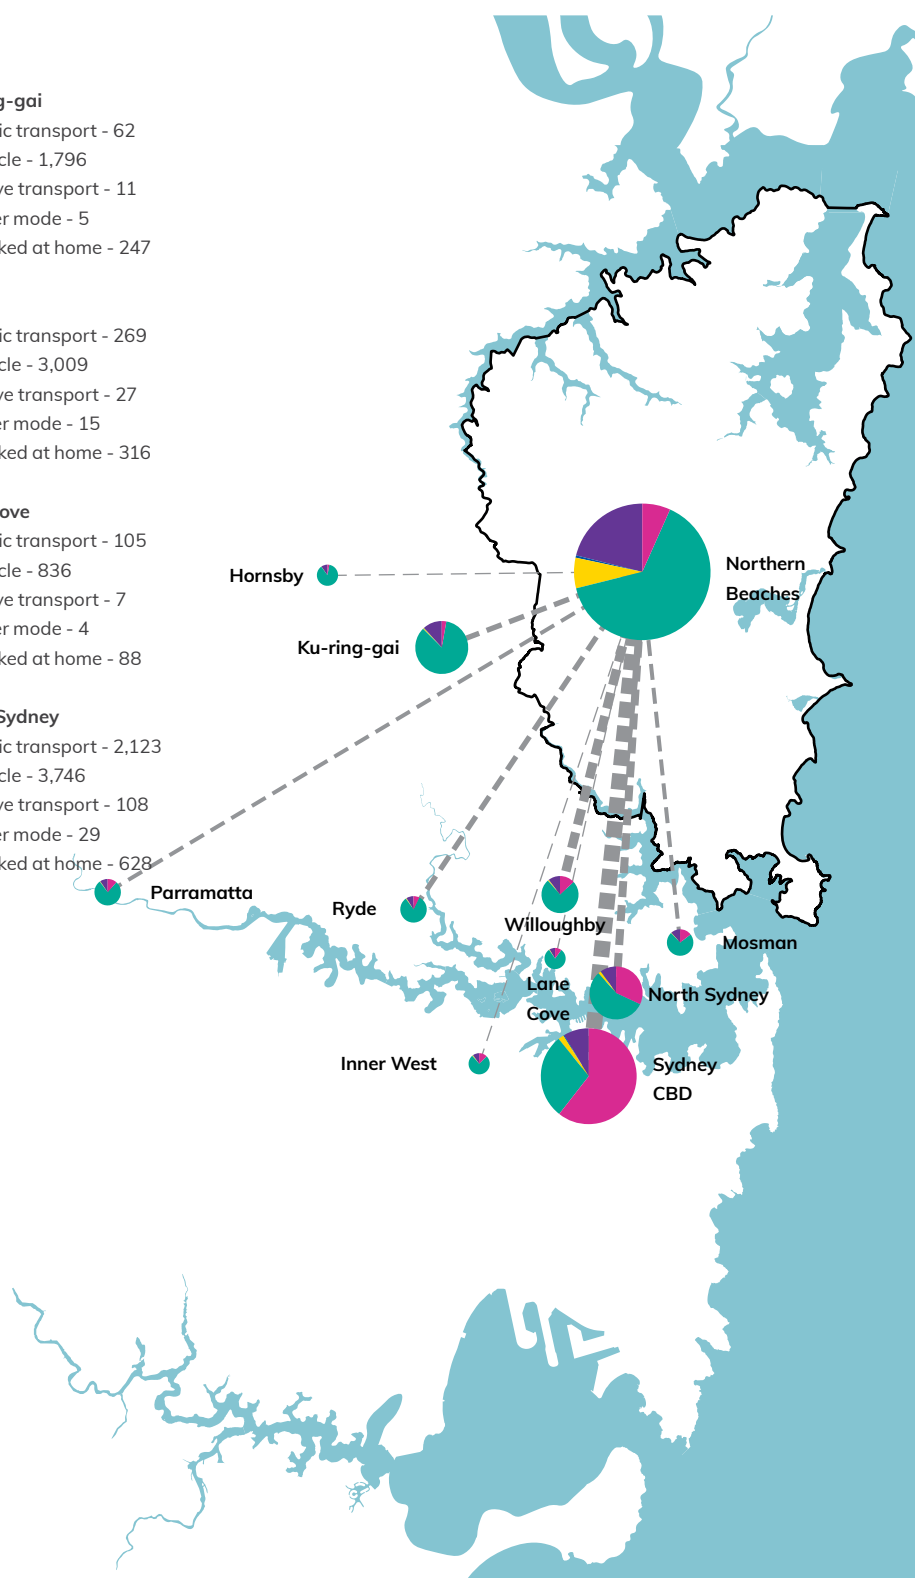 g-gai
ic transport - 62
cle - 1,796
ve transport - 11
er mode - 5
ked at home - 247
ic transport - 269
cle - 3,009
ve transport - 27
er mode - 15
ked at home - 316
ove
ic transport - 105
cle - 836
ve transport - 7
er mode - 4
ked at home - 88
Sydney
ic transport - 2,123
cle - 3,746
ve transport - 108
er mode - 29
ked at home - 628
Hornsby
Northern
Beaches
Ku-ring-gai
Parramatta
Ryde
Willoughby
Mosman
Lane
Cove
North Sydney
Inner West
Sydney
CBD